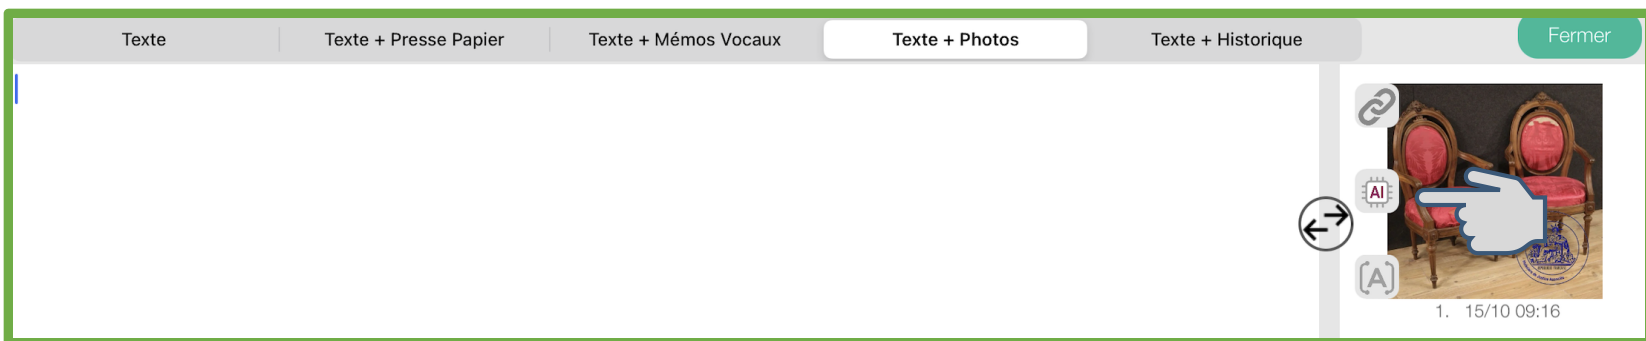 Texte
Texte + Presse Papier
Texte + Mémos Vocaux
Texte + Photos
Texte + Historique
Fermer
AI
[A]
1. 15/10 09:16